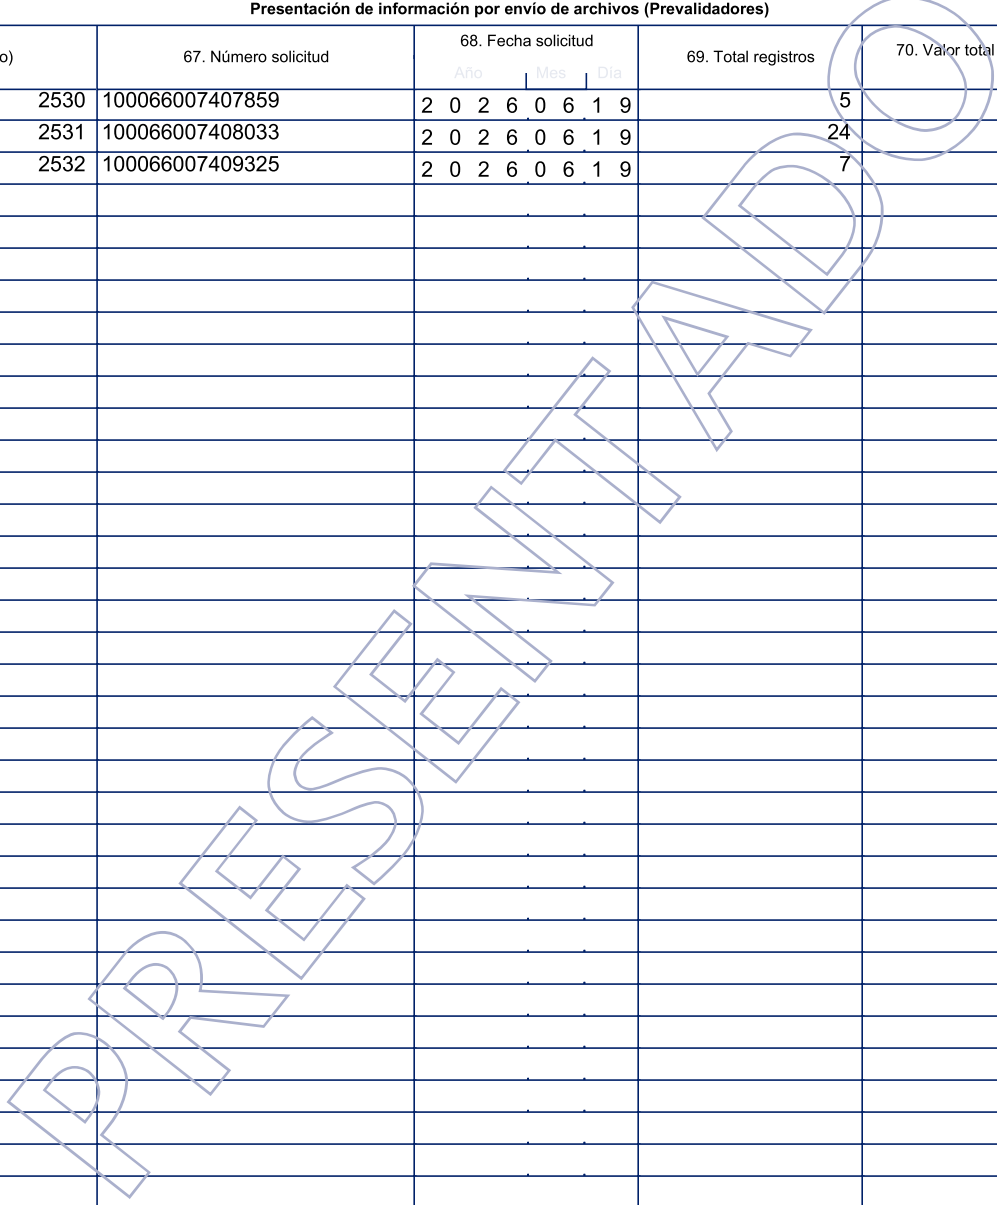 Presentación de información por envío de archivos (Prevalidadores)
o) 67. Número solicitud 68. Fecha solicitud 69. Total registros 70. Valor total
Año Mes Día
2530 100066007407859 2 0 2 6 0 6 1 9 5
2531 100066007408033 2 0 2 6 0 6 1 9 24
2532 100066007409325 2 0 2 6 0 6 1 9 7
PRESENTADO